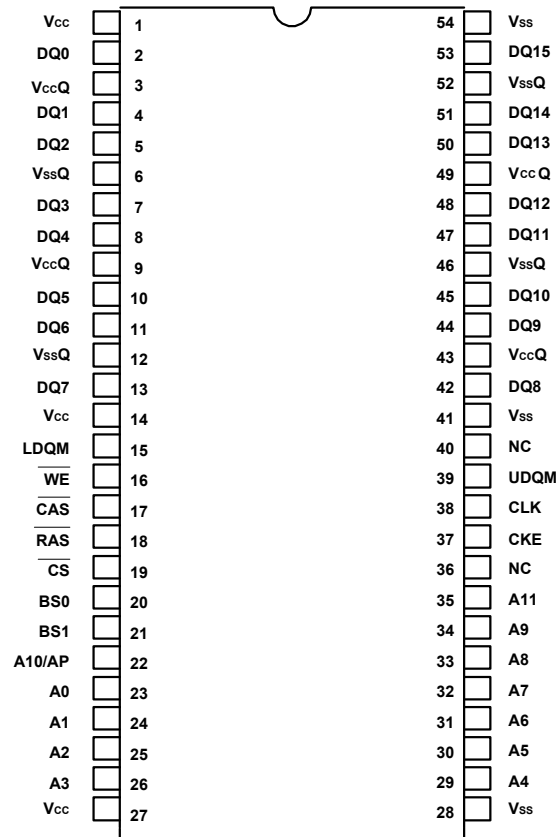 Vcc 1 54 Vss
DQ0 2 53 DQ15
VccQ 3 52 VssQ
DQ1 4 51 DQ14
DQ2 5 50 DQ13
VssQ 6 49 Vcc Q
DQ3 7 48 DQ12
DQ4 8 47 DQ11
VccQ 9 46 VssQ
DQ5 10 45 DQ10
DQ6 11 44 DQ9
VssQ 12 43 VccQ
DQ7 13 42 DQ8
Vcc 14 41 Vss
LDQM 15 40 NC
WE 16 39 UDQM
CAS 17 38 CLK
RAS 18 37 CKE
CS 19 36 NC
BS0 20 35 A11
BS1 21 34 A9
A10/AP 22 33 A8
A0 23 32 A7
A1 24 31 A6
A2 25 30 A5
A3 26 29 A4
Vcc 27 28 Vss